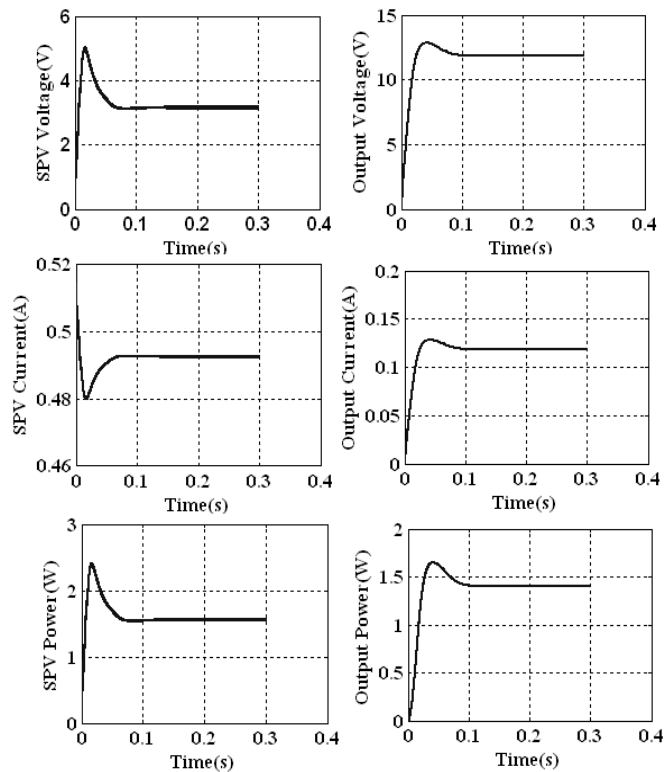 6
4
2
0
SPV Voltage(V)
0 0.1 0.2 0.3 0.4
Time(s)
15
10
5
0
Output Voltage(V)
0 0.1 0.2 0.3 0.4
Time(s)
0.52
0.5
0.48
0.46
SPV Current(A)
0 0.1 0.2 0.3 0.4
Time(s)
0.2
0.15
0.1
0.05
0
Output Current(A)
0 0.1 0.2 0.3 0.4
Time(s)
3
2
1
0
SPV Power(W)
0 0.1 0.2 0.3 0.4
Time(s)
2
1.5
1
0.5
0
Output Power(W)
0 0.1 0.2 0.3 0.4
Time(s)